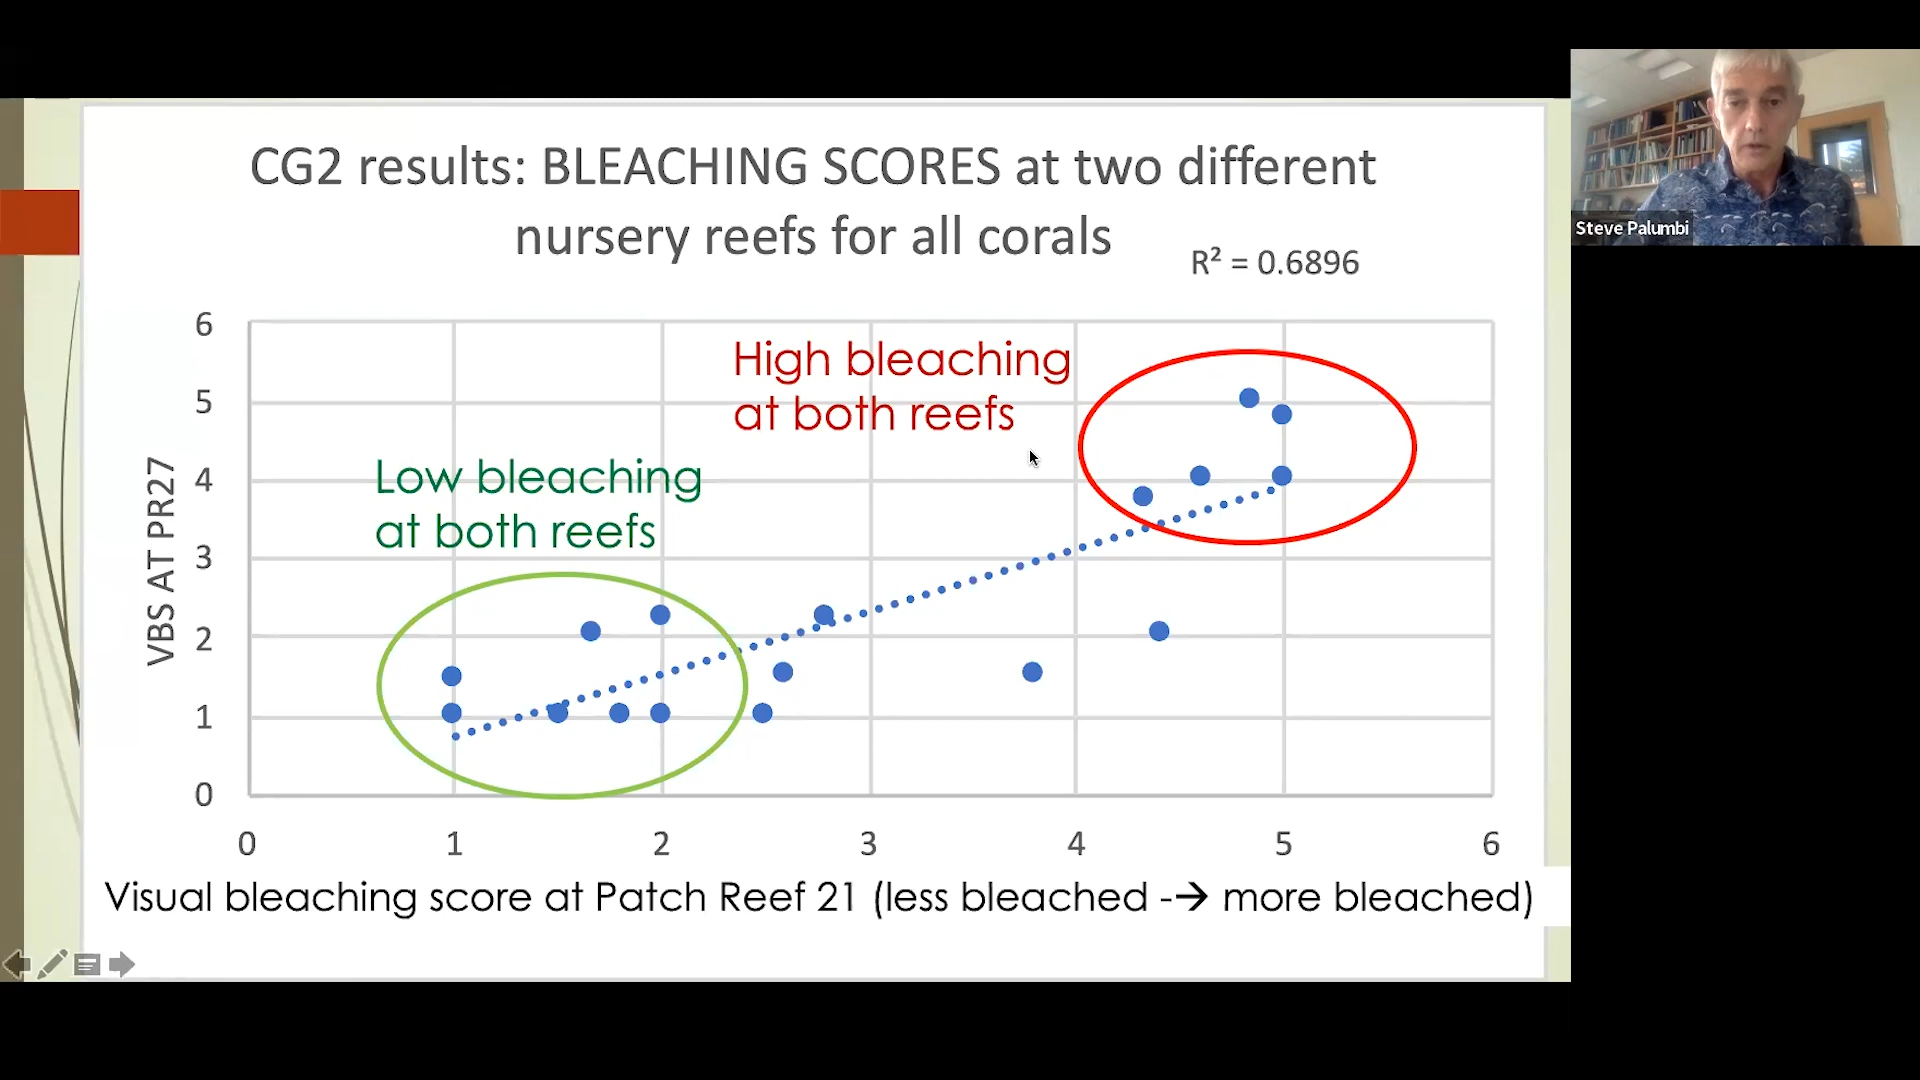 CG2 results: BLEACHING SCORES at two different
nursery reefs for all corals
R² = 0.6896
High bleaching
at both reefs
Low bleaching
at both reefs
VBS AT PR27
6
5
4
3
2
1
0
0 1 2 3 4 5 6
Visual bleaching score at Patch Reef 21 (less bleached -→ more bleached)
Steve Palumbi